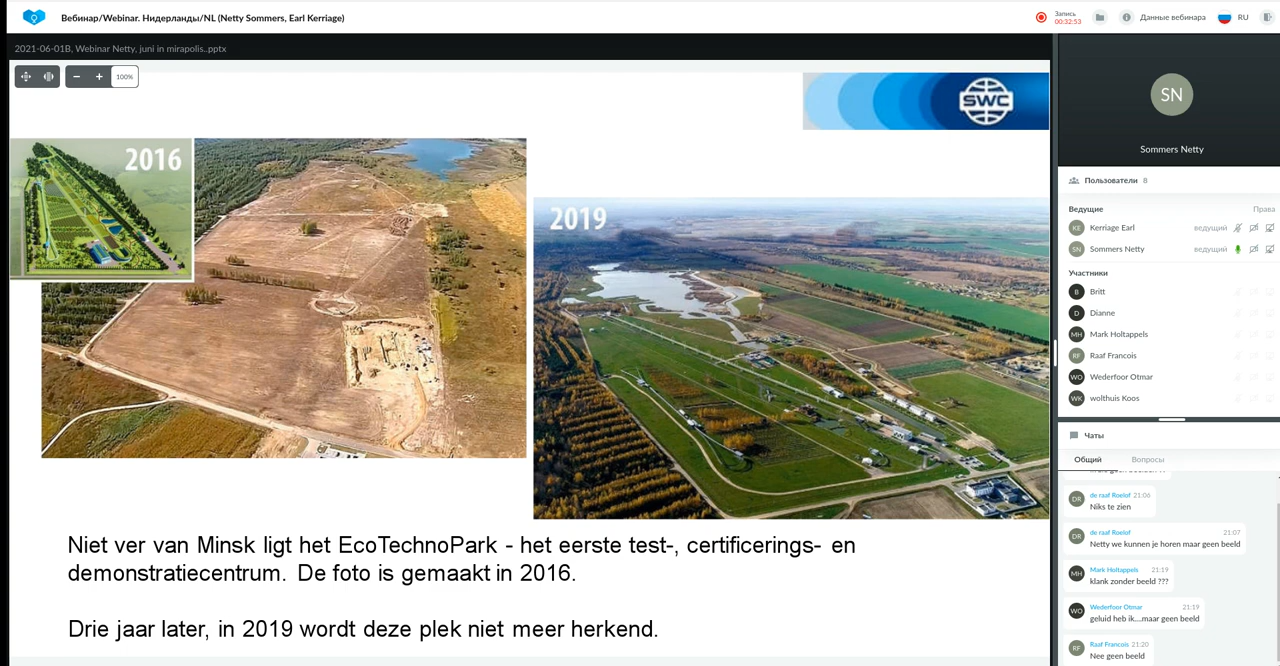 Вебинар/Webinar. Нидерланды/NL (Netty Sommers, Earl Kerriage)
Запись
00:32:53
Данные вебинара
RU
2021-06-01B, Webinar Netty, juni in mirapolis..pptx
100%
SWC
2016
2019
Niet ver van Minsk ligt het EcoTechnoPark - het eerste test-, certificerings- en
demonstratiecentrum. De foto is gemaakt in 2016.
Drie jaar later, in 2019 wordt deze plek niet meer herkend.
SN
Sommers Netty
Пользователи 8
Ведущие Права
KE Kerriage Earl ведущий
SN Sommers Netty ведущий
Участники
B Britt
D Dianne
MH Mark Holtappels
RF Raaf Francois
WO Wederfoor Otmar
WK wolthuis Koos
Чаты
Общий Вопросы
DR de raaf Roelof 21:06
Niks te zien
DR de raaf Roelof 21:07
Netty we kunnen je horen maar geen beeld
MH Mark Holtappels 21:19
klank zonder beeld ???
WO Wederfoor Otmar 21:19
geluid heb ik....maar geen beeld
RF Raaf Francois 21:20
Nee geen beeld